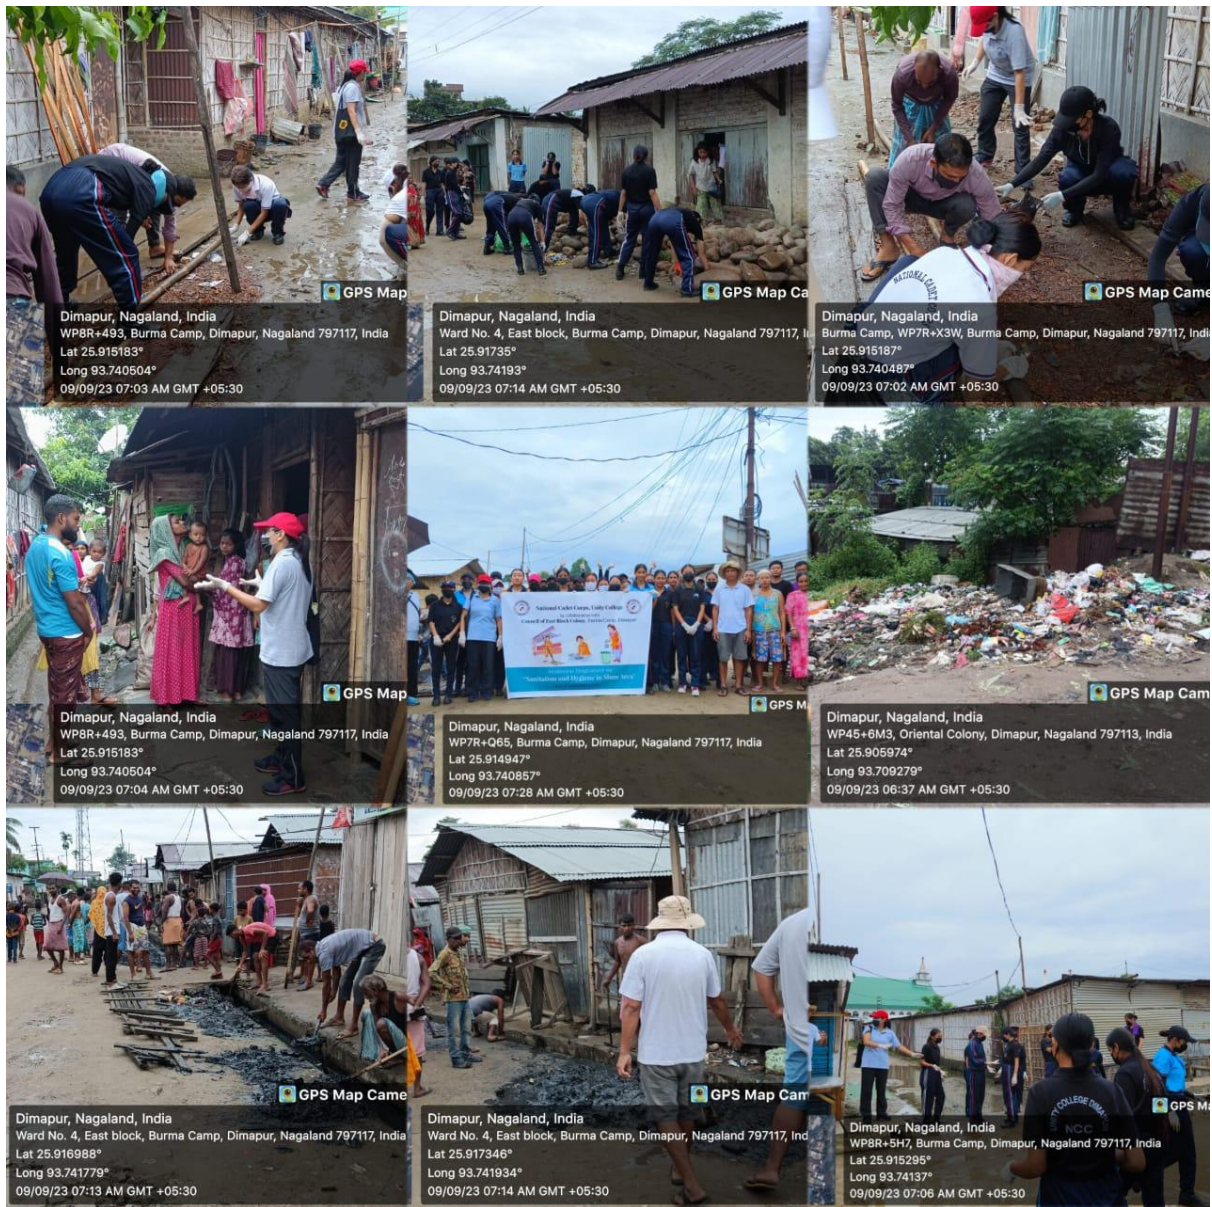 GPS Map
Dimapur, Nagaland, India
WP8R+493, Burma Camp, Dimapur, Nagaland 797117, India
Lat 25.915183°
Long 93.740504°
09/09/23 07:03 AM GMT +05:30
GPS Map Ca
Dimapur, Nagaland, India
Ward No. 4, East block, Burma Camp, Dimapur, Nagaland 797117, I
Lat 25.91735°
Long 93.74193°
09/09/23 07:14 AM GMT +05:30
NATIONAL CADET
GPS Map Came
Dimapur, Nagaland, India
Burma Camp, WP7R+X3W, Burma Camp, Dimapur, Nagaland 797117, Ind
Lat 25.915187°
Long 93.740487°
09/09/23 07:02 AM GMT +05:30
GPS Map
Dimapur, Nagaland, India
WP8R+493, Burma Camp, Dimapur, Nagaland 797117, India
Lat 25.915183°
Long 93.740504°
09/09/23 07:04 AM GMT +05:30
National Cadet Corps, Unity College
in collaboration with
Council of East Block Colony, Burma Camp, Dimapur
"Sanitation and Hygiene in Slum Area"
GPS M
Dimapur, Nagaland, India
WP7R+Q65, Burma Camp, Dimapur, Nagaland 797117, India
Lat 25.914947°
Long 93.740857°
09/09/23 07:28 AM GMT +05:30
GPS Map Cam
Dimapur, Nagaland, India
WP45+6M3, Oriental Colony, Dimapur, Nagaland 797113, India
Lat 25.905974°
Long 93.709279°
09/09/23 06:37 AM GMT +05:30
GPS Map Came
Dimapur, Nagaland, India
Ward No. 4, East block, Burma Camp, Dimapur, Nagaland 797117, India
Lat 25.916988°
Long 93.741779°
09/09/23 07:13 AM GMT +05:30
GPS Map Came
Dimapur, Nagaland, India
Ward No. 4, East block, Burma Camp, Dimapur, Nagaland 797117, Ind
Lat 25.917346°
Long 93.741934°
09/09/23 07:14 AM GMT +05:30
UNITY COLLEGE DIMA
NCC
GPS Ma
Dimapur, Nagaland, India
WP8R+5H7, Burma Camp, Dimapur, Nagaland 797117, India
Lat 25.915295°
Long 93.74137°
09/09/23 07:06 AM GMT +05:30